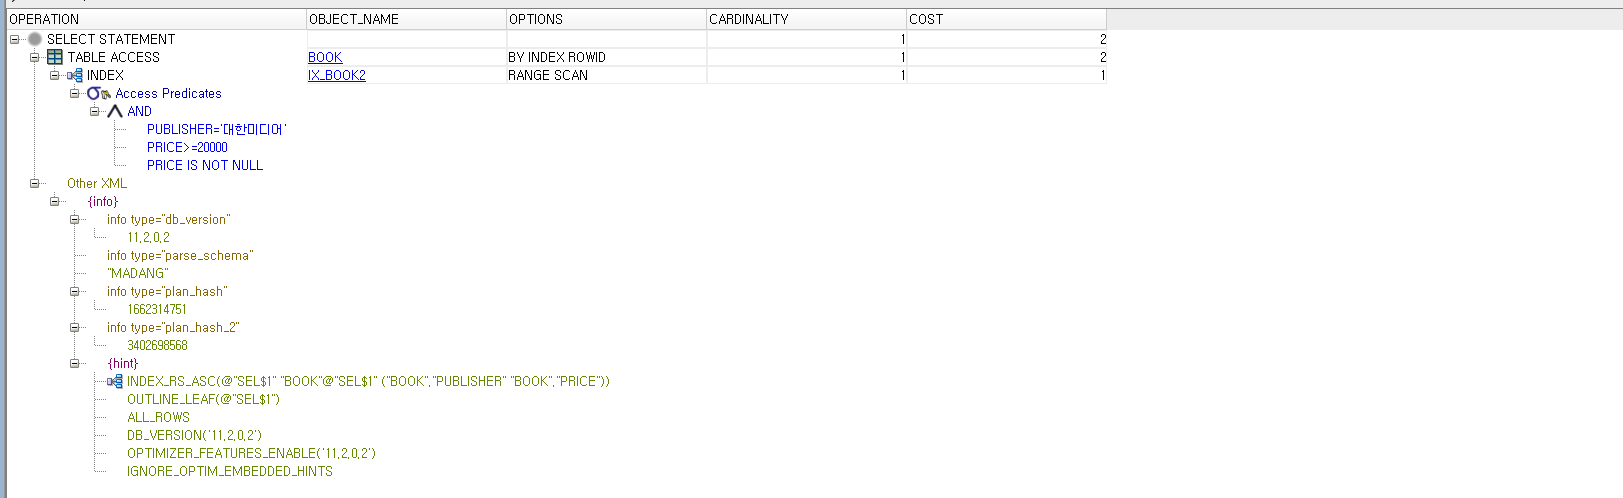 OPERATION OBJECT_NAME OPTIONS CARDINALITY COST
SELECT STATEMENT 1 2
TABLE ACCESS BOOK BY INDEX ROWID 1 2
INDEX IX_BOOK2 RANGE SCAN 1 1
Access Predicates
AND
PUBLISHER='대한미디어'
PRICE>=20000
PRICE IS NOT NULL
Other XML
{info}
info type="db_version"
11.2.0.2
info type="parse_schema"
"MADANG"
info type="plan_hash"
1662314751
info type="plan_hash_2"
3402698568
{hint}
INDEX_RS_ASC(@"SEL$1" "BOOK"@"SEL$1" ("BOOK"."PUBLISHER" "BOOK"."PRICE"))
OUTLINE_LEAF(@"SEL$1")
ALL_ROWS
DB_VERSION('11.2.0.2')
OPTIMIZER_FEATURES_ENABLE('11.2.0.2')
IGNORE_OPTIM_EMBEDDED_HINTS